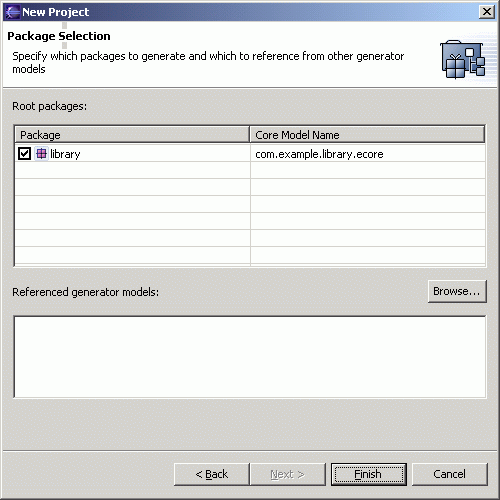 New Project
Package Selection
Specify which packages to generate and which to reference from other generator
models
Root packages:
Package Core Model Name
library com.example.library.ecore
Referenced generator models:
Browse...
< Back Next > Finish Cancel